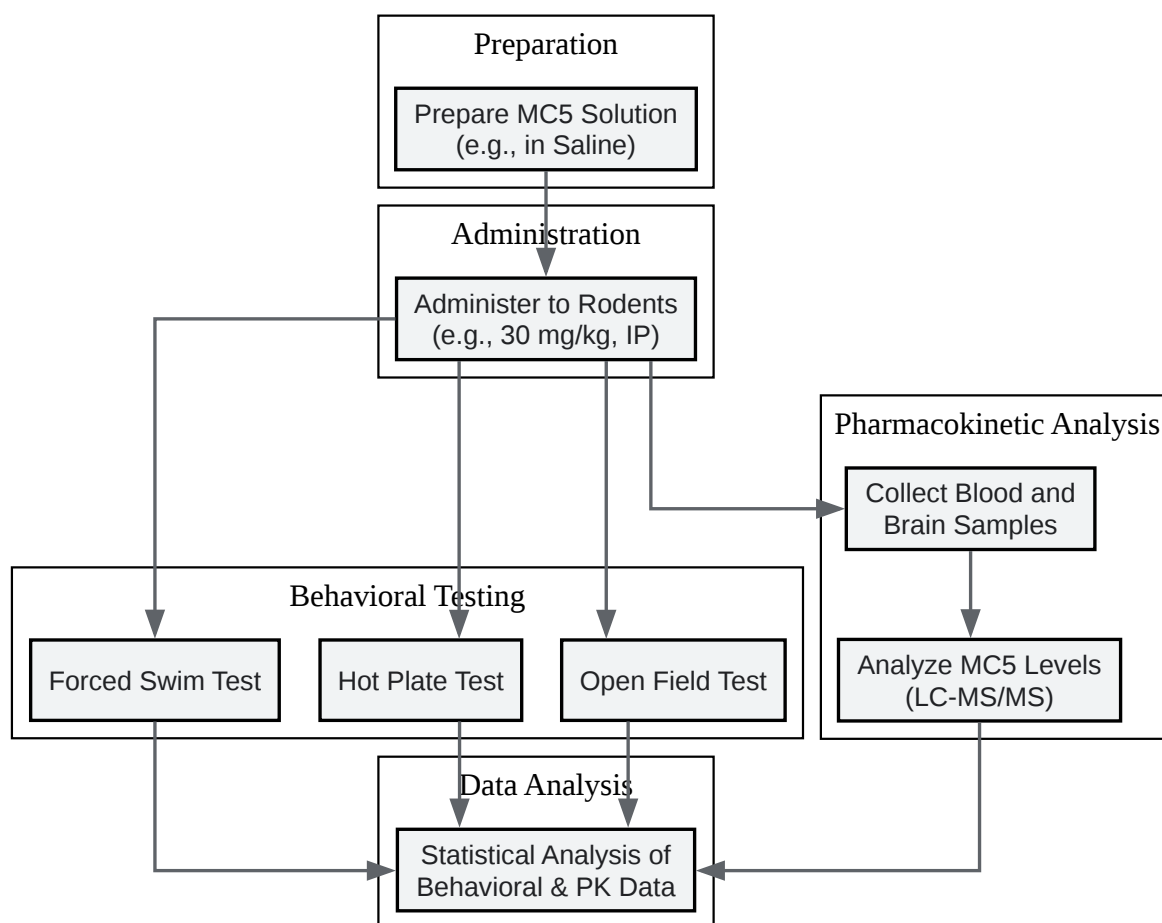 Preparation
Prepare MC5 Solution
(e.g., in Saline)
Administration
Administer to Rodents
(e.g., 30 mg/kg, IP)
Pharmacokinetic Analysis
Collect Blood and
Brain Samples
Behavioral Testing
Forced Swim Test
Hot Plate Test
Open Field Test
Analyze MC5 Levels
(LC-MS/MS)
Data Analysis
Statistical Analysis of
Behavioral & PK Data